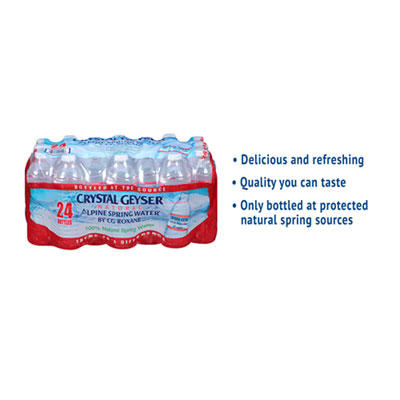 BOTTLED AT THE SOURCE
CRYSTAL GEYSER
NATURAL
ALPINE SPRING WATER
BY CG ROXANE
100% Natural Spring Water
24
BOTTLES
• Delicious and refreshing
• Quality you can taste
• Only bottled at protected
natural spring sources